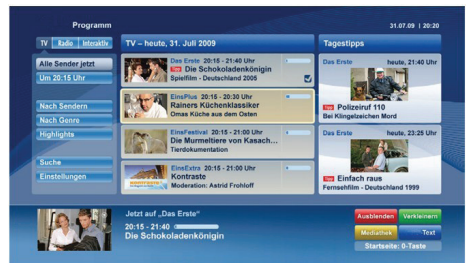 Programm
31.07.09 | 20:20
TV Radio Interaktiv
Alle Sender jetzt
Um 20:15 Uhr
Nach Sendern
Nach Genre
Highlights
Suche
Einstellungen
TV – heute, 31. Juli 2009
Das Erste 20:15 - 21:40 Uhr
Tipp Die Schokoladenkönigin
Spielfilm - Deutschland 2005
EinsPlus 20:15 - 20:30 Uhr
Rainers Küchenklassiker
Omas Küche aus dem Osten
EinsFestival 20:15 - 21:00 Uhr
Die Murmeltiere von Kasach...
Tierdokumentation
EinsExtra 20:15 - 21:00 Uhr
Kontraste
Moderation: Astrid Frohloff
Tagestipps
Das Erste heute, 21:40 Uhr
Tipp Polizeiruf 110
Bei Klingelzeichen Mord
Das Erste heute, 23:25 Uhr
Tipp Einfach raus
Fernsehfilm - Deutschland 1999
Jetzt auf „Das Erste“
20:15 - 21:40
Die Schokoladenkönigin
Ausblenden Verkleinern
Mediathek Text
Startseite: 0-Taste